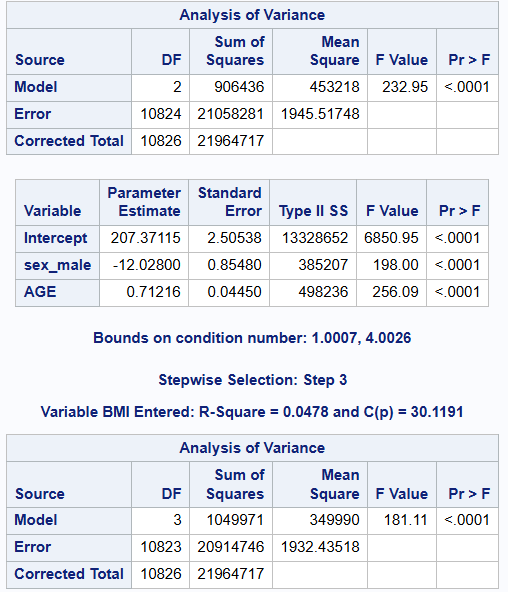 Analysis of Variance
Source DF Sum of Squares Mean Square F Value Pr > F
Model 2 906436 453218 232.95 <.0001
Error 10824 21058281 1945.51748
Corrected Total 10826 21964717
Variable Parameter Estimate Standard Error Type II SS F Value Pr > F
Intercept 207.37115 2.50538 13328652 6850.95 <.0001
sex_male -12.02800 0.85480 385207 198.00 <.0001
AGE 0.71216 0.04450 498236 256.09 <.0001
Bounds on condition number: 1.0007, 4.0026
Stepwise Selection: Step 3
Variable BMI Entered: R-Square = 0.0478 and C(p) = 30.1191
Analysis of Variance
Source DF Sum of Squares Mean Square F Value Pr > F
Model 3 1049971 349990 181.11 <.0001
Error 10823 20914746 1932.43518
Corrected Total 10826 21964717